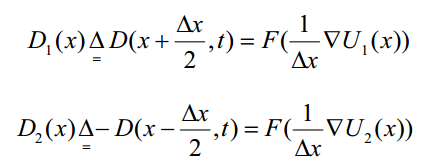 D₁(x) ≜ D(x + Δx/2, t) = F(1/Δx ∇U₁(x))
D₂(x) ≜ − D(x − Δx/2, t) = F(1/Δx ∇U₂(x))